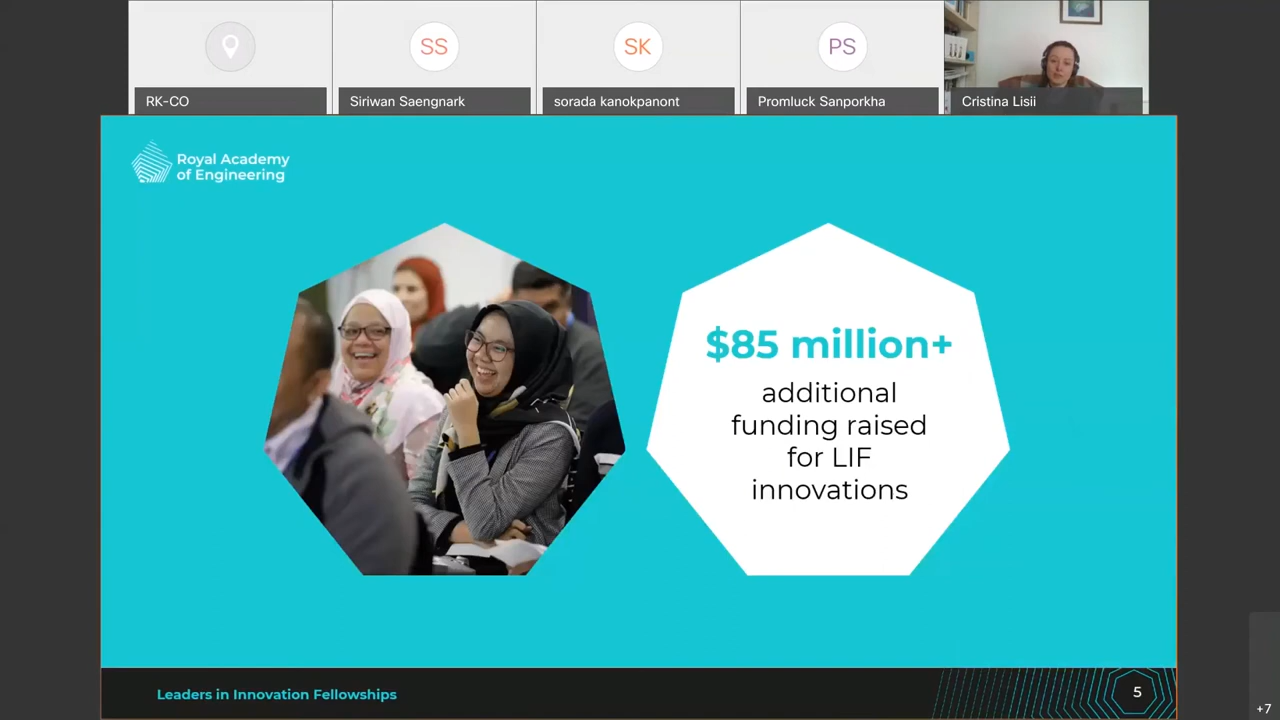 SS
SK
PS
RK-CO
Siriwan Saengnark
sorada kanokpanont
Promluck Sanporkha
Cristina Lisii
Royal Academy
of Engineering
$85 million+
additional
funding raised
for LIF
innovations
Leaders in Innovation Fellowships
5
+7